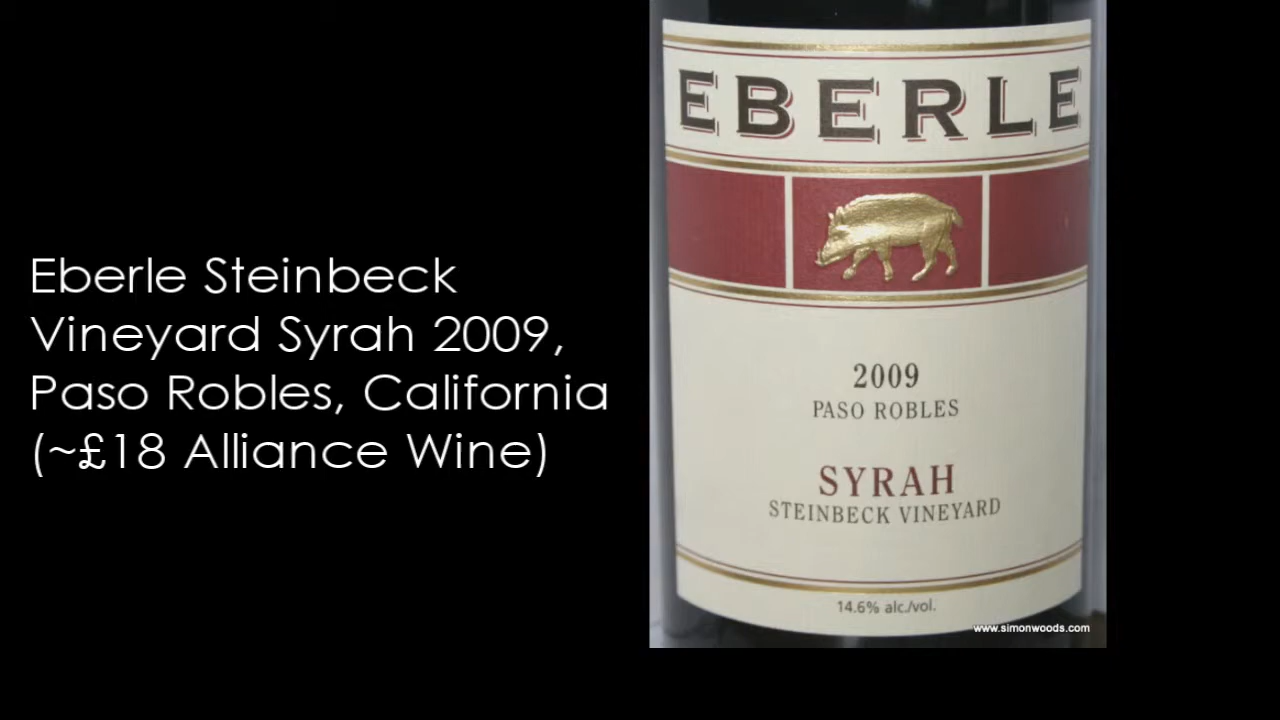 Eberle Steinbeck
Vineyard Syrah 2009,
Paso Robles, California
(~£18 Alliance Wine)
EBERLE
2009
PASO ROBLES
SYRAH
STEINBECK VINEYARD
14.6% alc./vol.
www.simonwoods.com